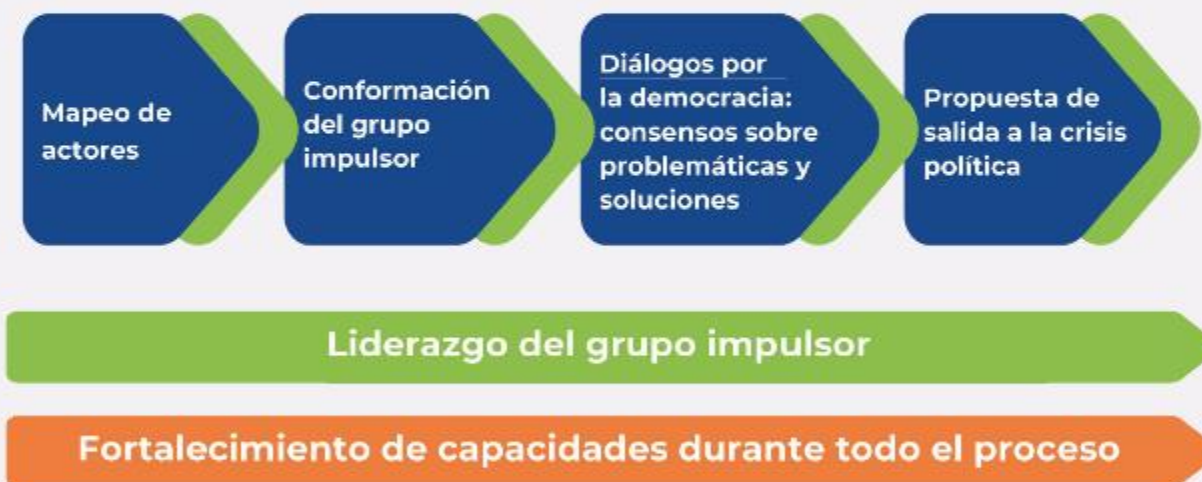 Mapeo de
actores
Conformación
del grupo
impulsor
Diálogos por
la democracia:
consensos sobre
problemáticas y
soluciones
Propuesta de
salida a la crisis
política
Liderazgo del grupo impulsor
Fortalecimiento de capacidades durante todo el proceso